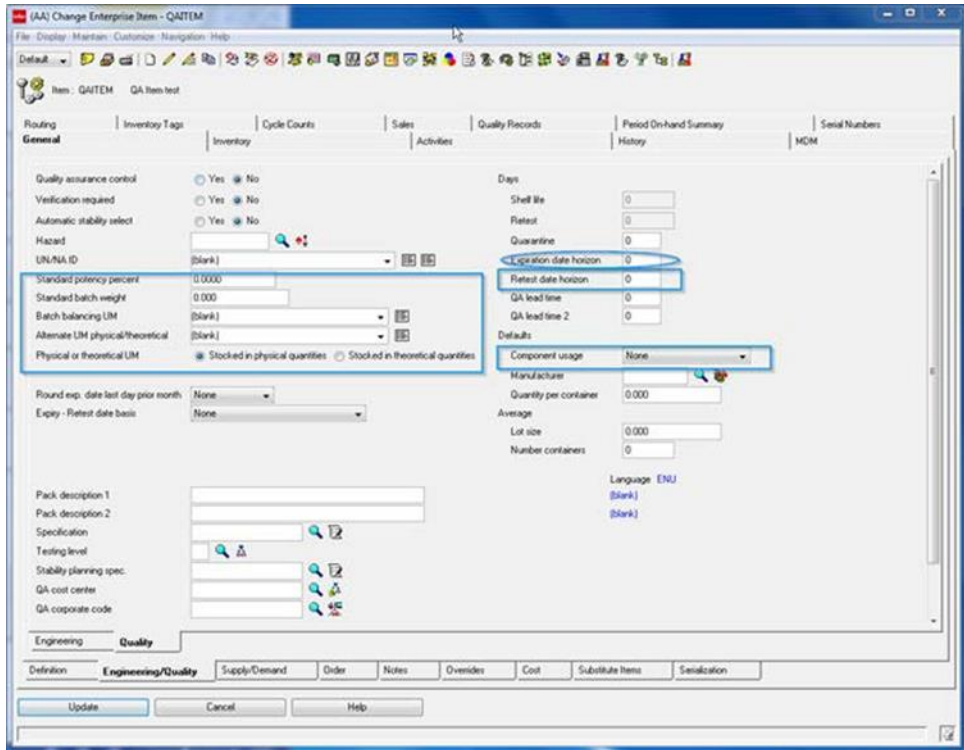 (AA) Change Enterprise Item - QAITEM
File Display Maintain Customize Navigation Help
Default
Item : QAITEM QA Item test
Routing Inventory Tags Cycle Counts Sales Quality Records Period On-hand Summary Serial Numbers
General Inventory Activities History MDM
Quality assurance control Yes No Days
Verification required Yes No Shelf life 0
Automatic stability select Yes No Retest 0
Hazard Quarantine 0
UN/NA ID (blank) Expiration date horizon 0
Standard potency percent 0.0000 Retest date horizon 0
Standard batch weight 0.000 QA lead time 0
Batch balancing UM (blank) QA lead time 2 0
Alternate UM physical/theoretical (blank) Defaults
Physical or theoretical UM Stocked in physical quantities Stocked in theoretical quantities Component usage None
Manufacturer
Round exp. date last day prior month None Quantity per container 0.000
Expiry - Retest date basis None Average
Lot size 0.000
Number containers 0
Language ENU
Pack description 1 (blank)
Pack description 2 (blank)
Specification
Testing level
Stability planning spec.
QA cost center
QA corporate code
Engineering Quality
Definition Engineering/Quality Supply/Demand Order Notes Overrides Cost Substitute Items Serialization
Update Cancel Help